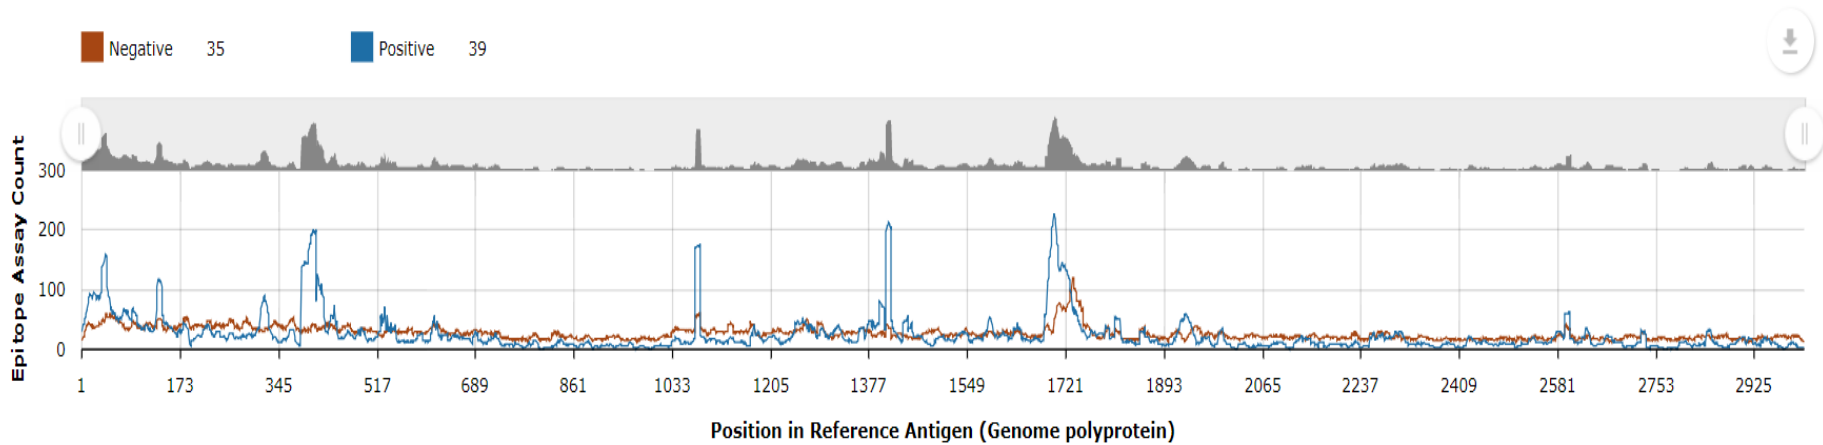 Negative 35 Positive 39
Epitope Assay Count
300
200
100
0
1 173 345 517 689 861 1033 1205 1377 1549 1721 1893 2065 2237 2409 2581 2753 2925
Position in Reference Antigen (Genome polyprotein)